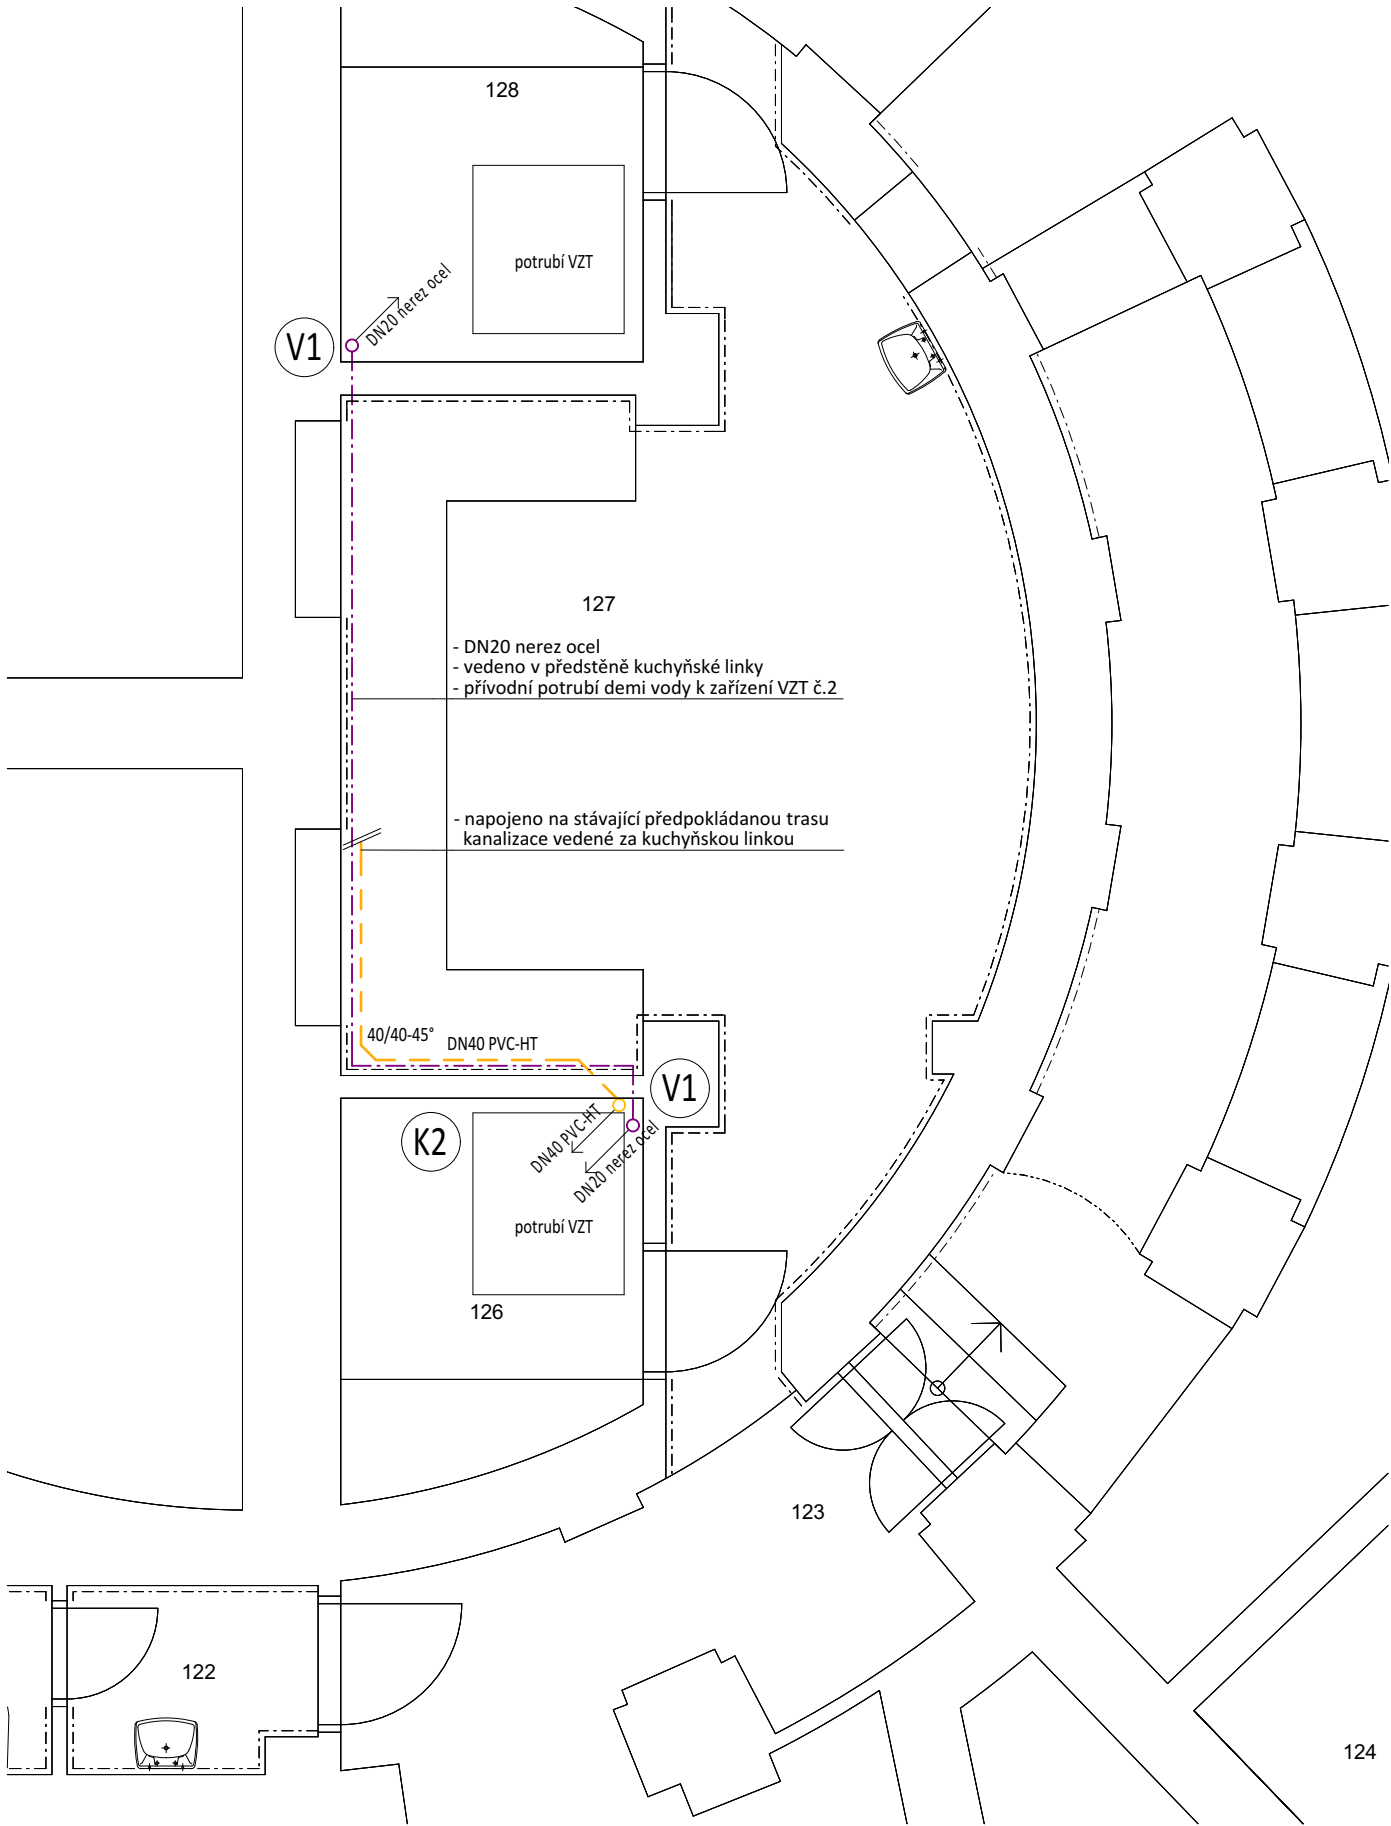 128
potrubí VZT
DN20 nerez ocel
V1
127
- DN20 nerez ocel
- vedeno v předstěně kuchyňské linky
- přívodní potrubí demi vody k zařízení VZT č.2
- napojeno na stávající předpokládanou trasu
kanalizace vedené za kuchyňskou linkou
40/40-45°
DN40 PVC-HT
V1
K2
DN40 PVC-HT
DN20 nerez ocel
potrubí VZT
126
123
122
124